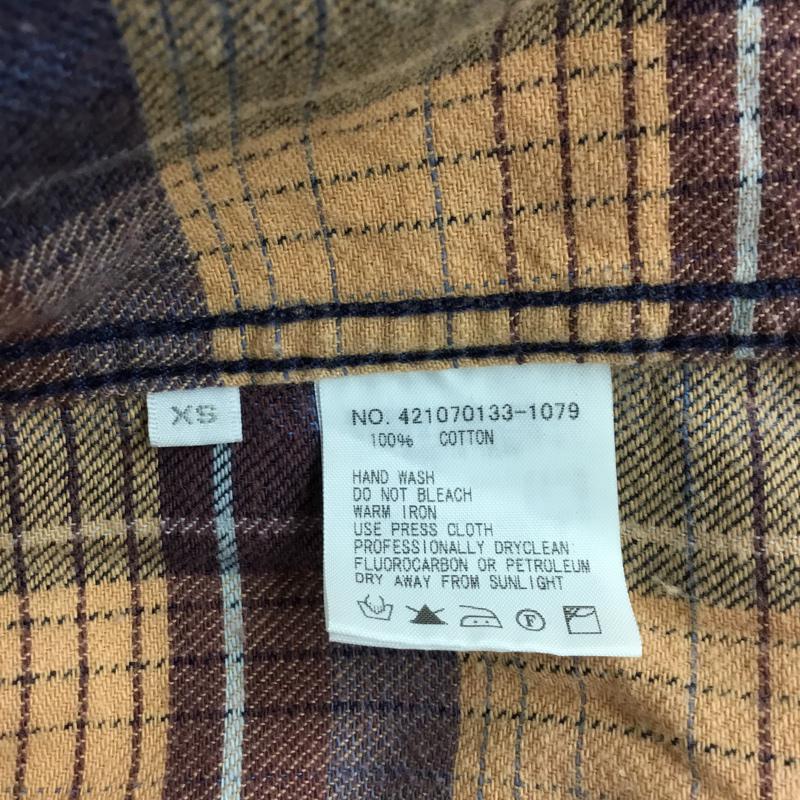 XS
NO. 421070133-1079
100% COTTON
HAND WASH
DO NOT BLEACH
WARM IRON
USE PRESS CLOTH
PROFESSIONALLY DRYCLEAN
FLUOROCARBON OR PETROLEUM
DRY AWAY FROM SUNLIGHT
F